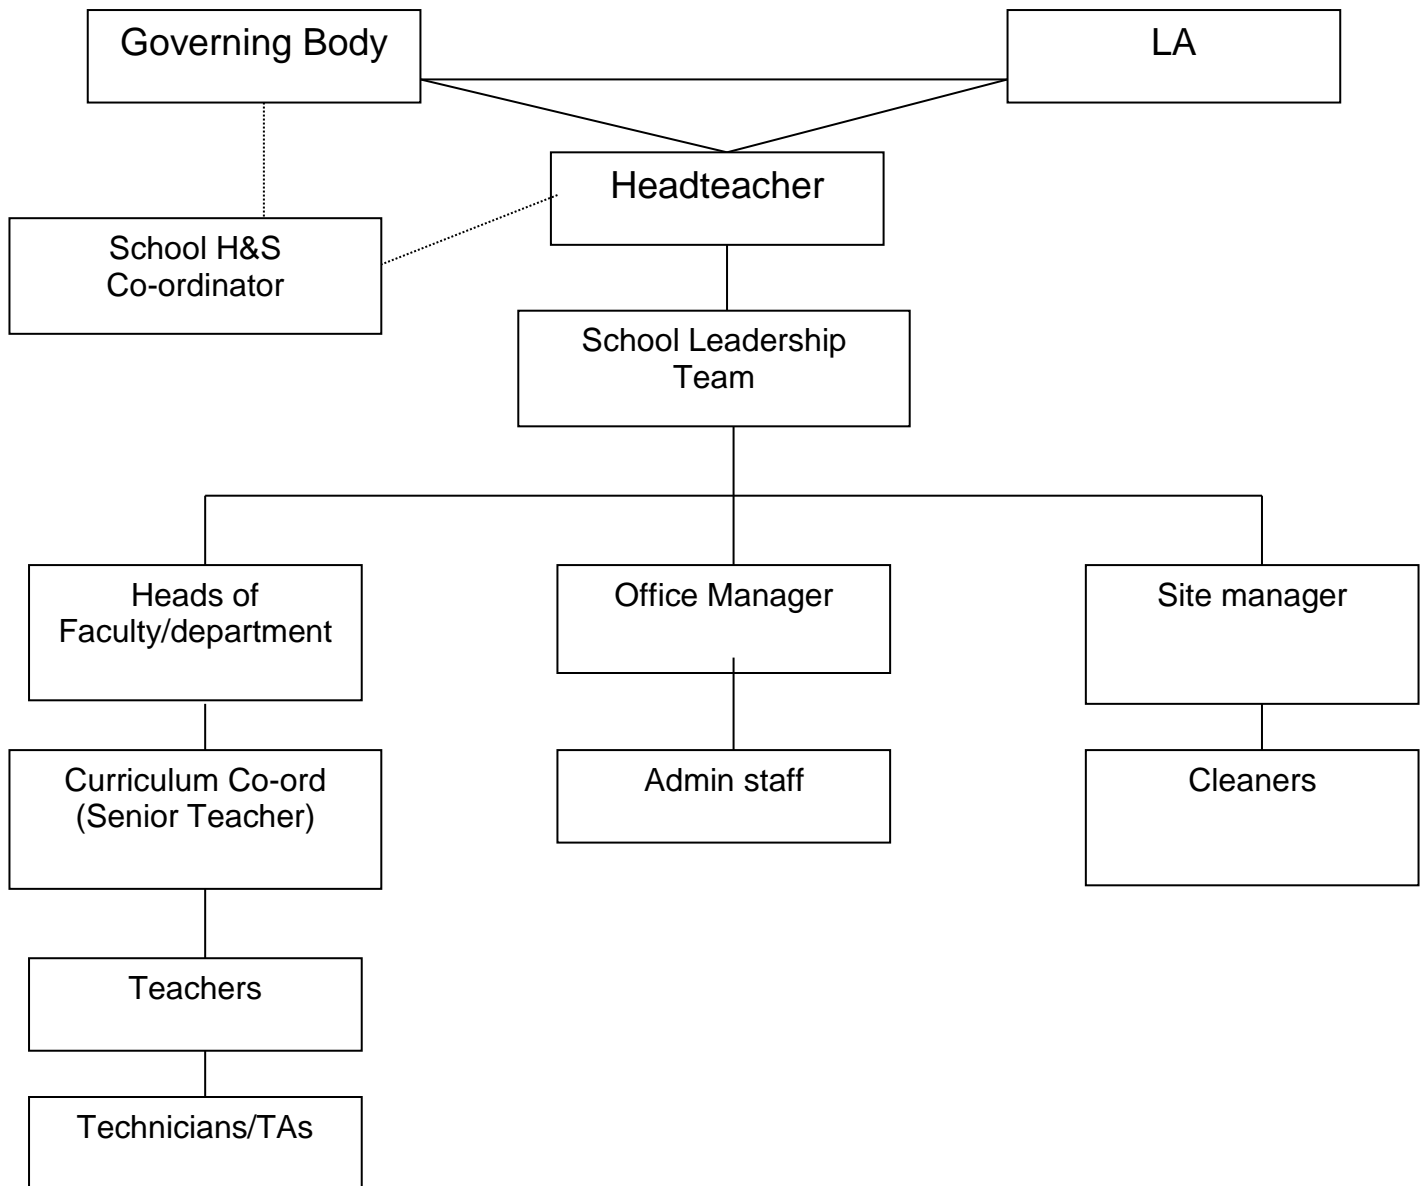 Governing Body
LA
Headteacher
School H&S
Co-ordinator
School Leadership
Team
Heads of
Faculty/department
Office Manager
Site manager
Curriculum Co-ord
(Senior Teacher)
Admin staff
Cleaners
Teachers
Technicians/TAs